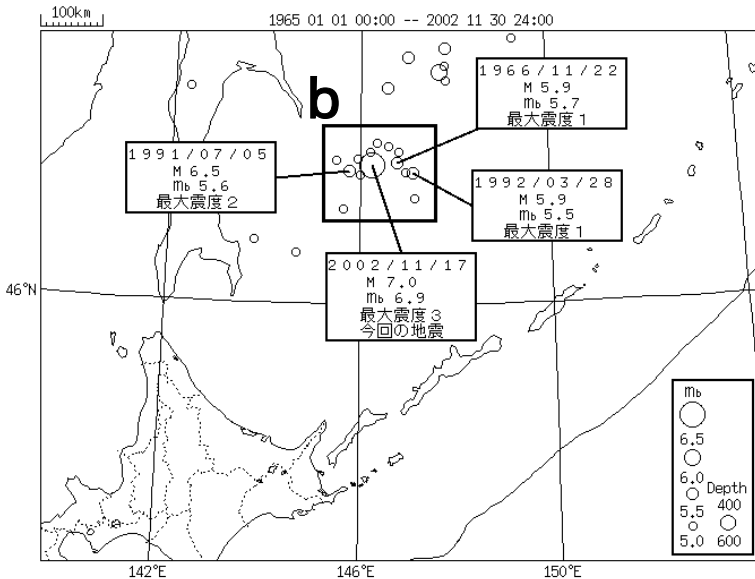 100km
1965 01 01 00:00 -- 2002 11 30 24:00
b
1966/11/22
M 5.9
mb 5.7
最大震度1
1991/07/05
M 6.5
mb 5.6
最大震度2
1992/03/28
M 5.9
mb 5.5
最大震度1
2002/11/17
M 7.0
mb 6.9
最大震度3
今回の地震
46°N
mb
6.5
6.0
5.5
5.0
Depth
400
600
142°E
146°E
150°E